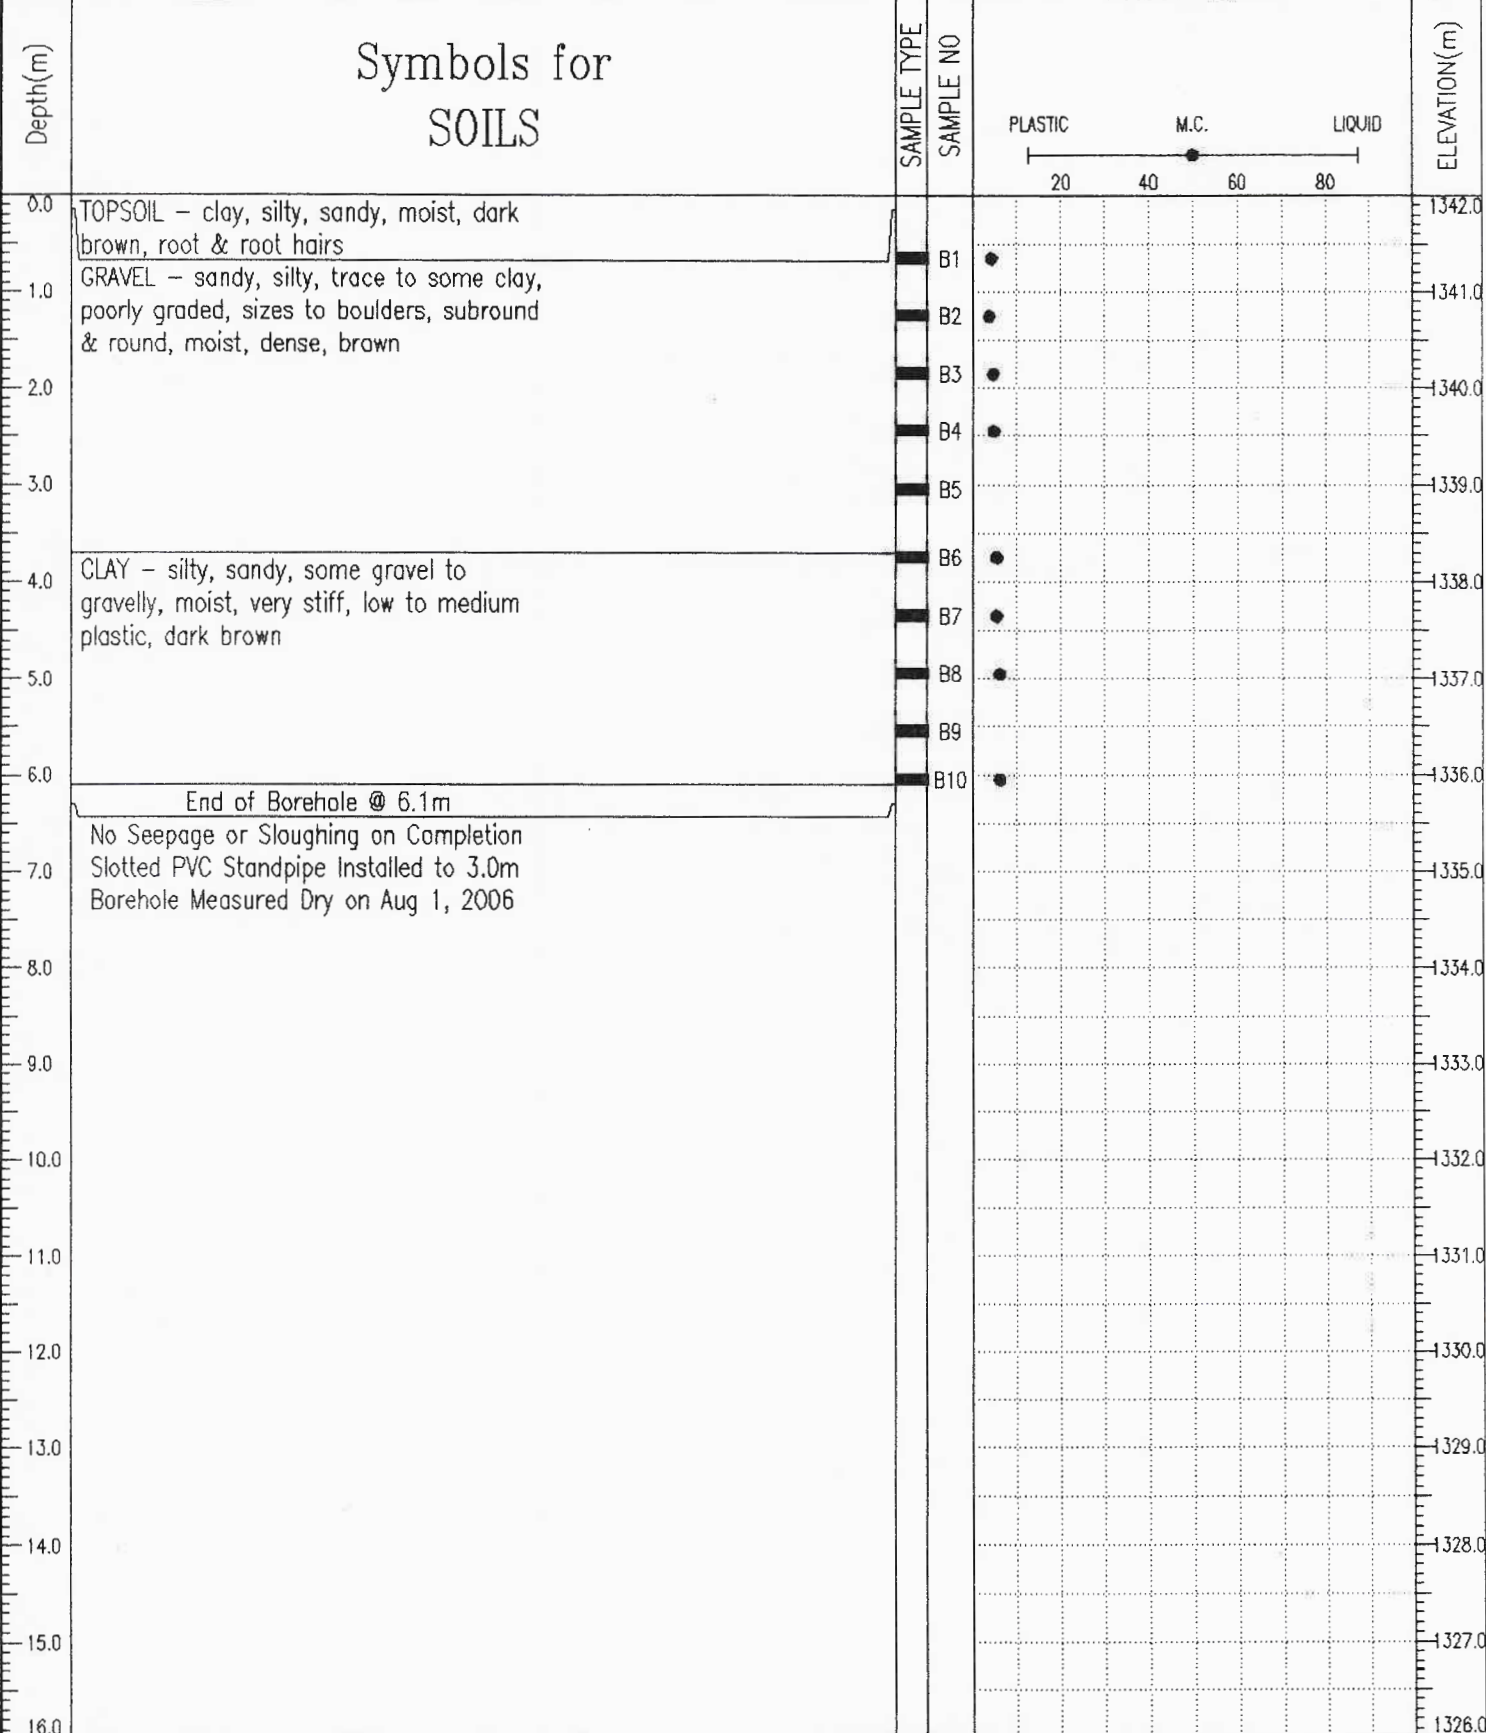 Depth(m)
Symbols for
SOILS
SAMPLE TYPE
SAMPLE NO
PLASTIC M.C. LIQUID
20 40 60 80
ELEVATION(m)
0.0
TOPSOIL – clay, silty, sandy, moist, dark
brown, root & root hairs
GRAVEL – sandy, silty, trace to some clay,
poorly graded, sizes to boulders, subround
& round, moist, dense, brown
CLAY – silty, sandy, some gravel to
gravelly, moist, very stiff, low to medium
plastic, dark brown
End of Borehole @ 6.1m
No Seepage or Sloughing on Completion
Slotted PVC Standpipe Installed to 3.0m
Borehole Measured Dry on Aug 1, 2006
1.0
2.0
3.0
4.0
5.0
6.0
7.0
8.0
9.0
10.0
11.0
12.0
13.0
14.0
15.0
16.0
B1
B2
B3
B4
B5
B6
B7
B8
B9
B10
1342.0
1341.0
1340.0
1339.0
1338.0
1337.0
1336.0
1335.0
1334.0
1333.0
1332.0
1331.0
1330.0
1329.0
1328.0
1327.0
1326.0